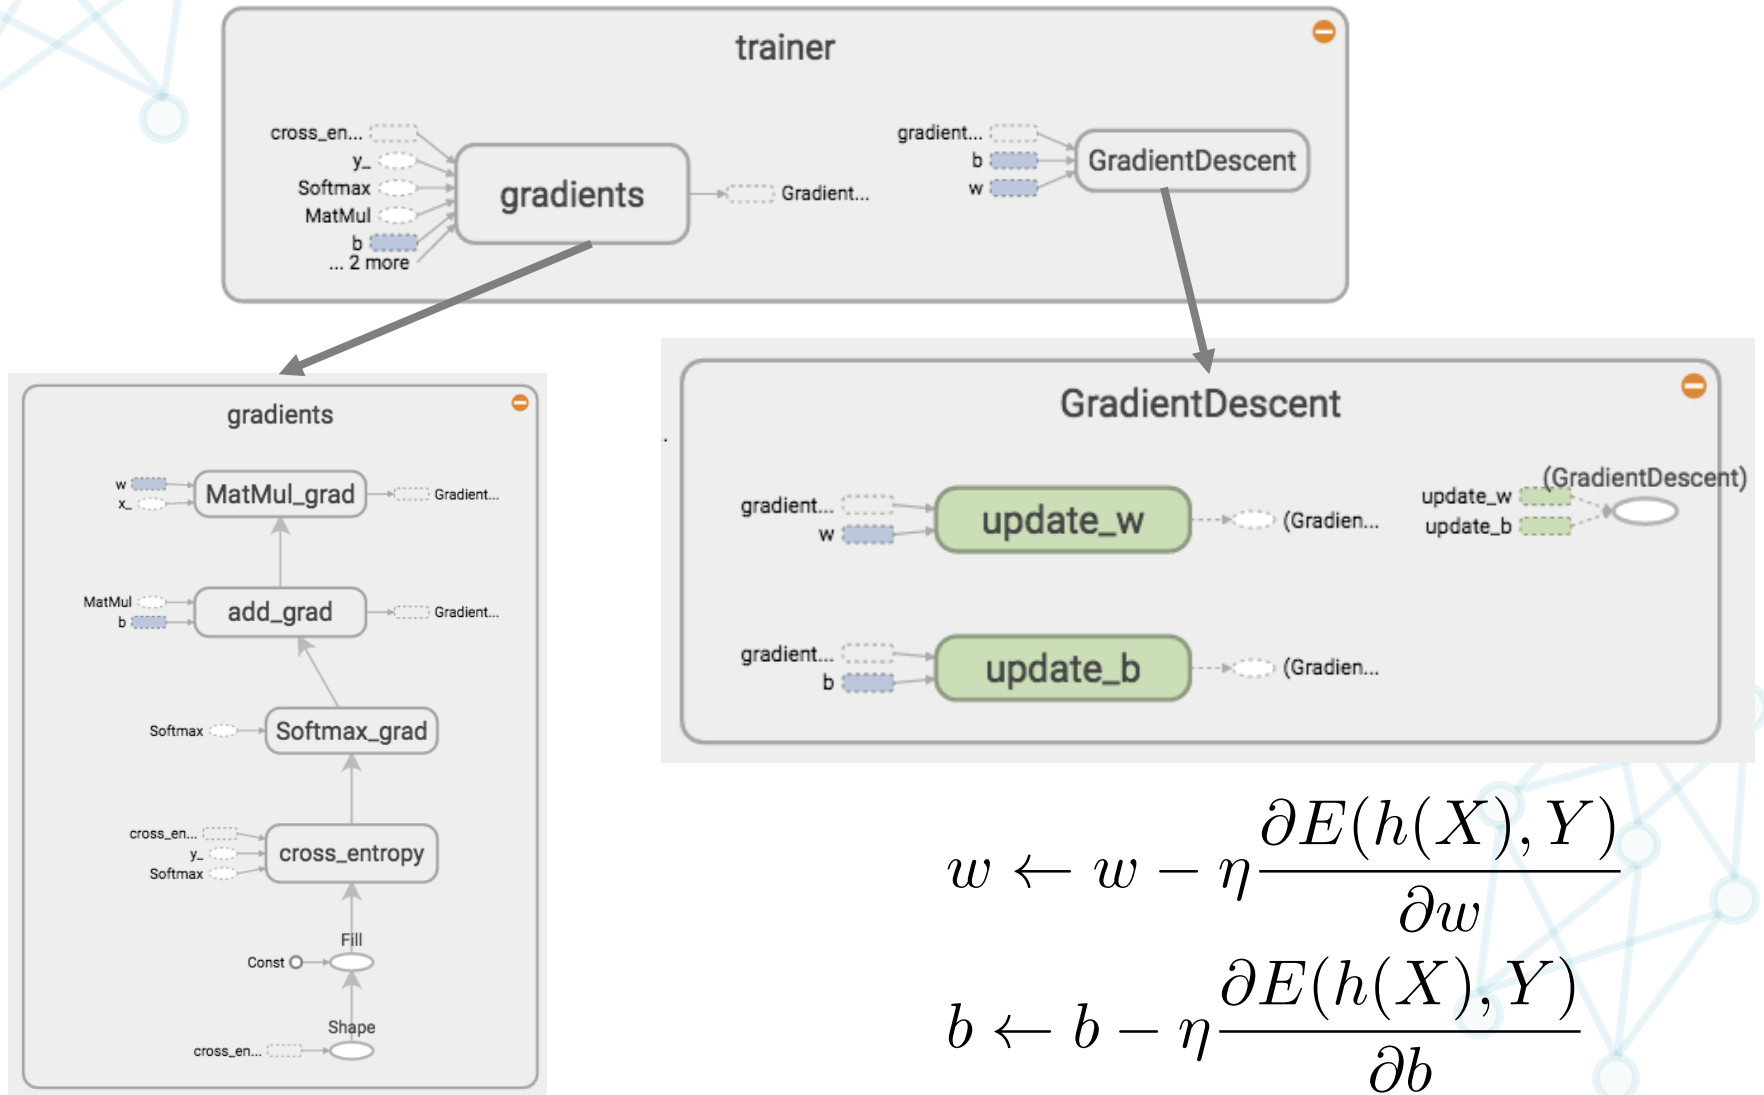 trainer
cross_en...
y_
Softmax
MatMul
b
... 2 more
gradients
Gradient...
gradient...
b
w
GradientDescent
gradients
w
x_
MatMul_grad
Gradient...
MatMul
b
add_grad
Gradient...
Softmax
Softmax_grad
cross_en...
y_
Softmax
cross_entropy
Fill
Const
Shape
cross_en...
GradientDescent
gradient...
w
update_w
(Gradien...
(GradientDescent)
update_w
update_b
gradient...
b
update_b
(Gradien...
w ← w − η ∂E(h(X), Y) / ∂w
b ← b − η ∂E(h(X), Y) / ∂b